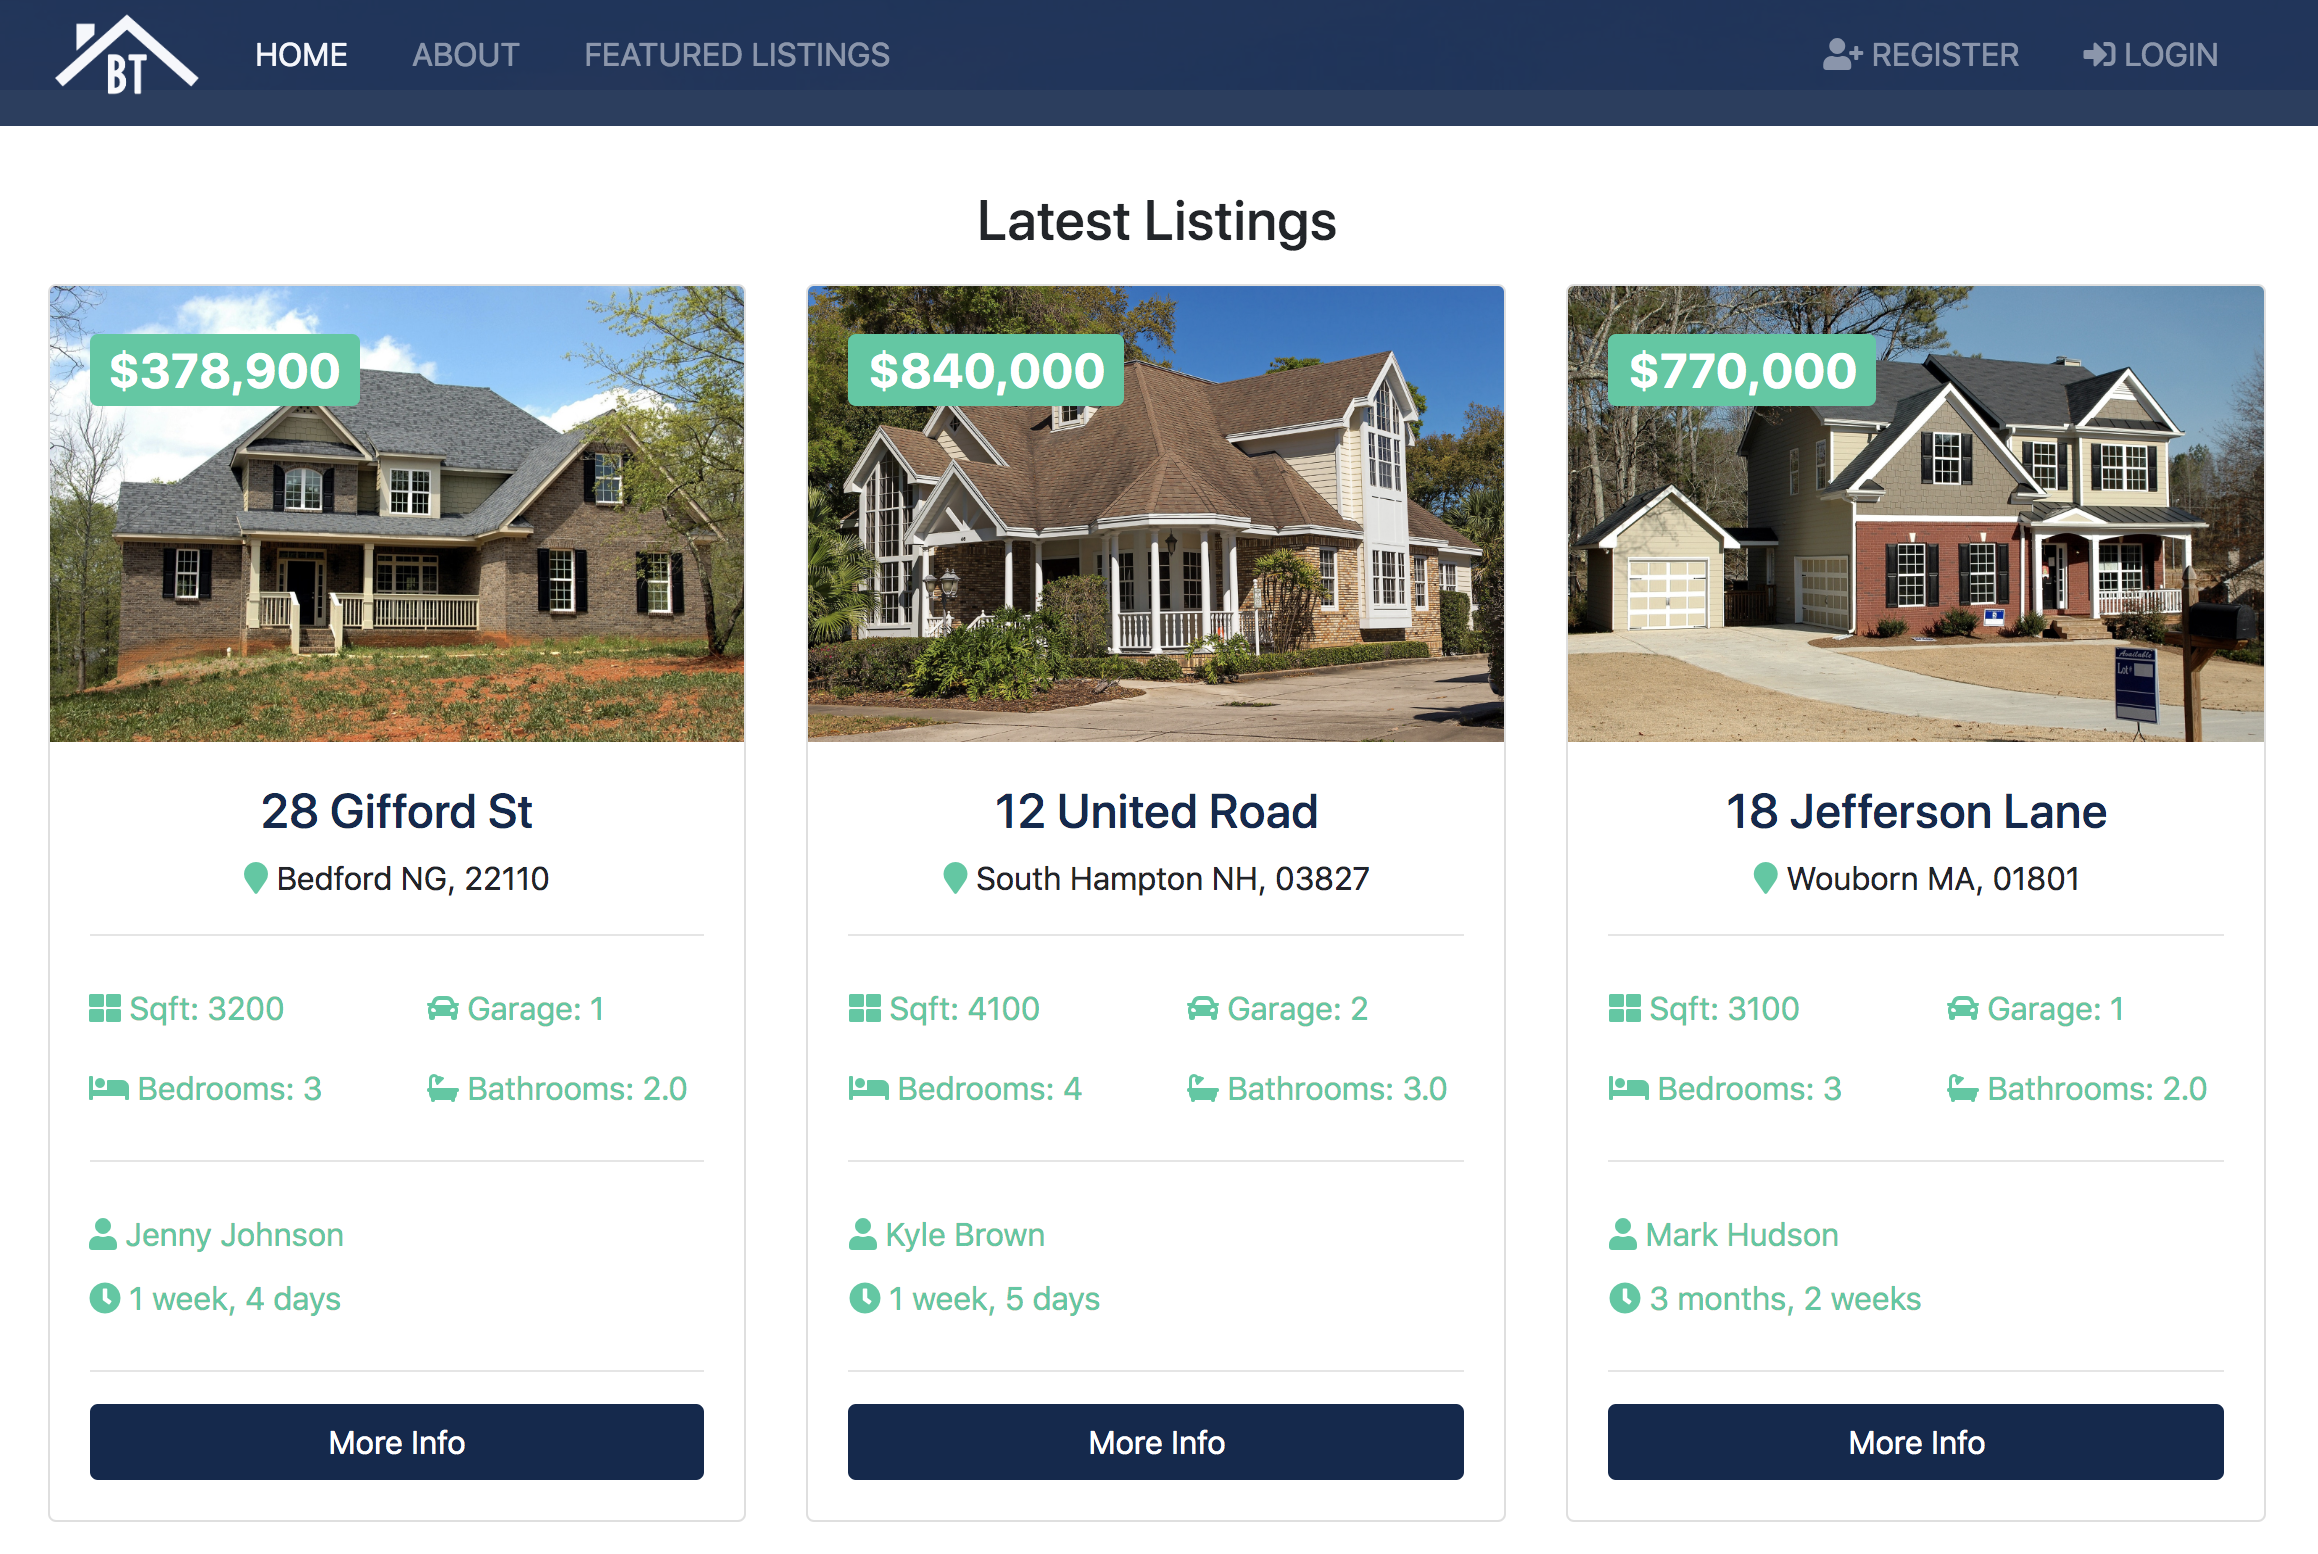 BT HOME ABOUT FEATURED LISTINGS REGISTER LOGIN
Latest Listings
$378,900
28 Gifford St
Bedford NG, 22110
Sqft: 3200 Garage: 1
Bedrooms: 3 Bathrooms: 2.0
Jenny Johnson
1 week, 4 days
More Info
$840,000
12 United Road
South Hampton NH, 03827
Sqft: 4100 Garage: 2
Bedrooms: 4 Bathrooms: 3.0
Kyle Brown
1 week, 5 days
More Info
$770,000
Available
Lot#
18 Jefferson Lane
Wouborn MA, 01801
Sqft: 3100 Garage: 1
Bedrooms: 3 Bathrooms: 2.0
Mark Hudson
3 months, 2 weeks
More Info